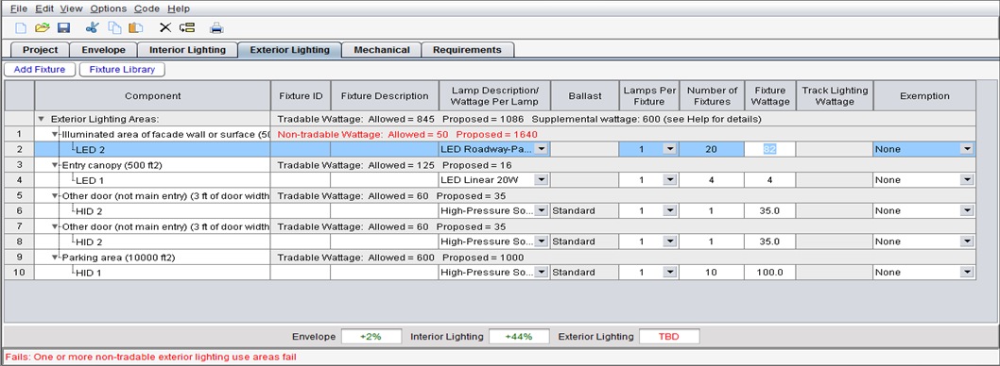 File Edit View Options Code Help
Project Envelope Interior Lighting Exterior Lighting Mechanical Requirements
Add Fixture Fixture Library
Component Fixture ID Fixture Description Lamp Description/ Wattage Per Lamp Ballast Lamps Per Fixture Number of Fixtures Fixture Wattage Track Lighting Wattage Exemption
Exterior Lighting Areas: Tradable Wattage: Allowed = 845 Proposed = 1086 Supplemental wattage: 600 (see Help for details)
1 Illuminated area of facade wall or surface (50 Non-tradable Wattage: Allowed = 50 Proposed = 1640
2 LED 2 LED Roadway-Pa... 1 20 82 None
3 Entry canopy (500 ft2) Tradable Wattage: Allowed = 125 Proposed = 16
4 LED 1 LED Linear 20W 1 4 4 None
5 Other door (not main entry) (3 ft of door width Tradable Wattage: Allowed = 60 Proposed = 35
6 HID 2 High-Pressure So... Standard 1 1 35.0 None
7 Other door (not main entry) (3 ft of door width Tradable Wattage: Allowed = 60 Proposed = 35
8 HID 2 High-Pressure So... Standard 1 1 35.0 None
9 Parking area (10000 ft2) Tradable Wattage: Allowed = 600 Proposed = 1000
10 HID 1 High-Pressure So... Standard 1 10 100.0 None
Envelope +2% Interior Lighting +44% Exterior Lighting TBD
Fails: One or more non-tradable exterior lighting use areas fail